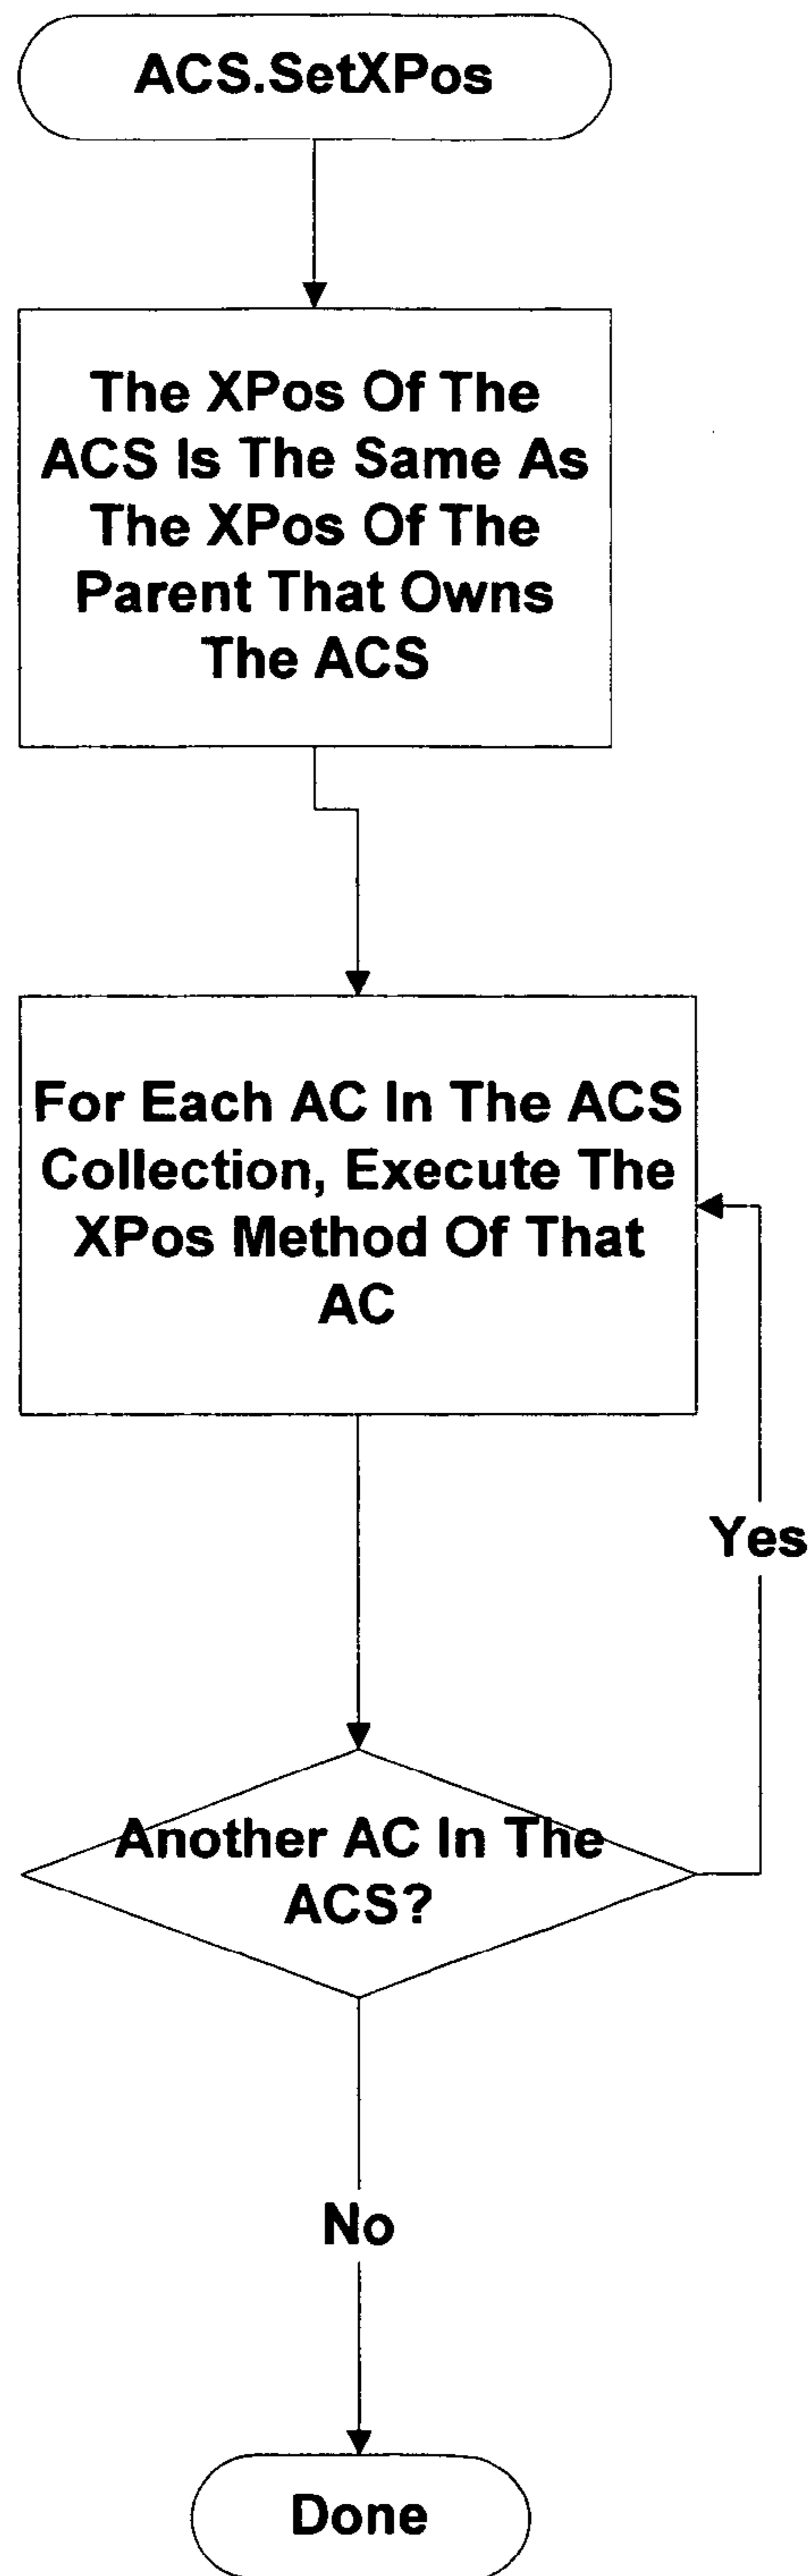 ACS.SetXPos
The XPos Of The
ACS Is The Same As
The XPos Of The
Parent That Owns
The ACS
For Each AC In The ACS
Collection, Execute The
XPos Method Of That
AC
Yes
Another AC In The
ACS?
No
Done